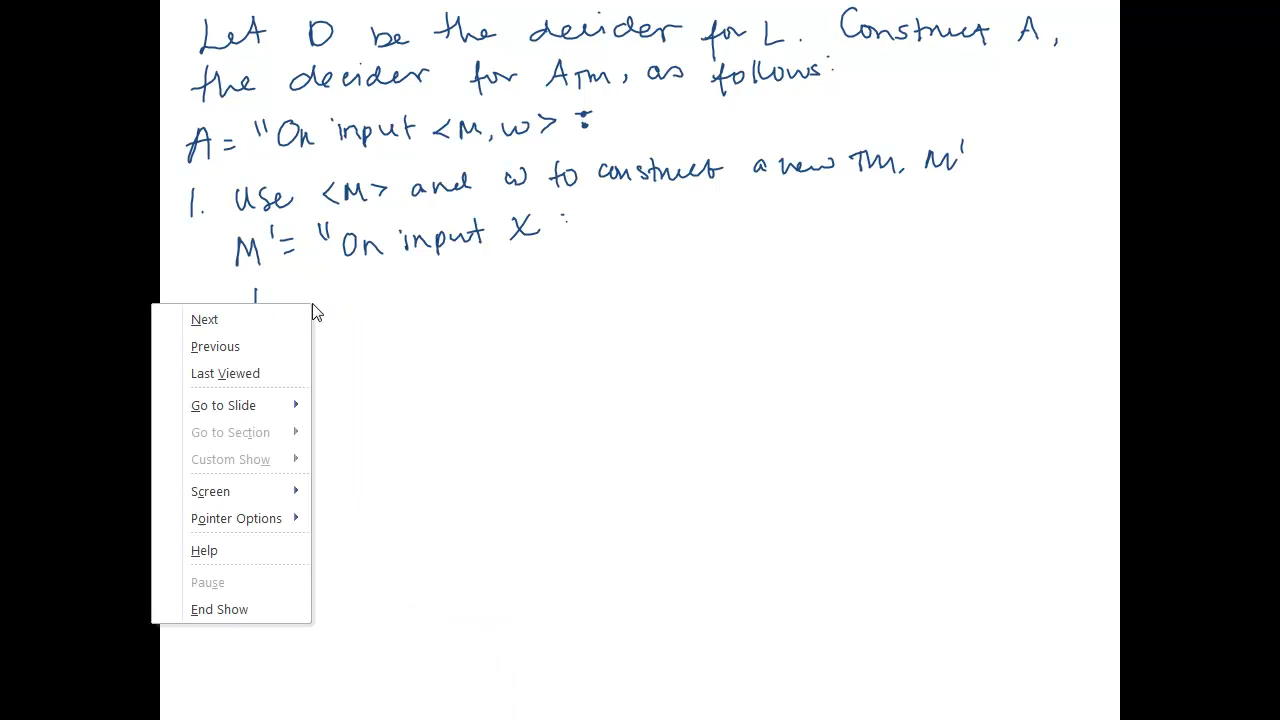 Let D be the decider for L. Construct A,
the decider for ATM, as follows:
A = "On input <M, w> :
1. Use <M> and w to construct a new TM, M'
M' = "On input X :
Next
Previous
Last Viewed
Go to Slide
Go to Section
Custom Show
Screen
Pointer Options
Help
Pause
End Show